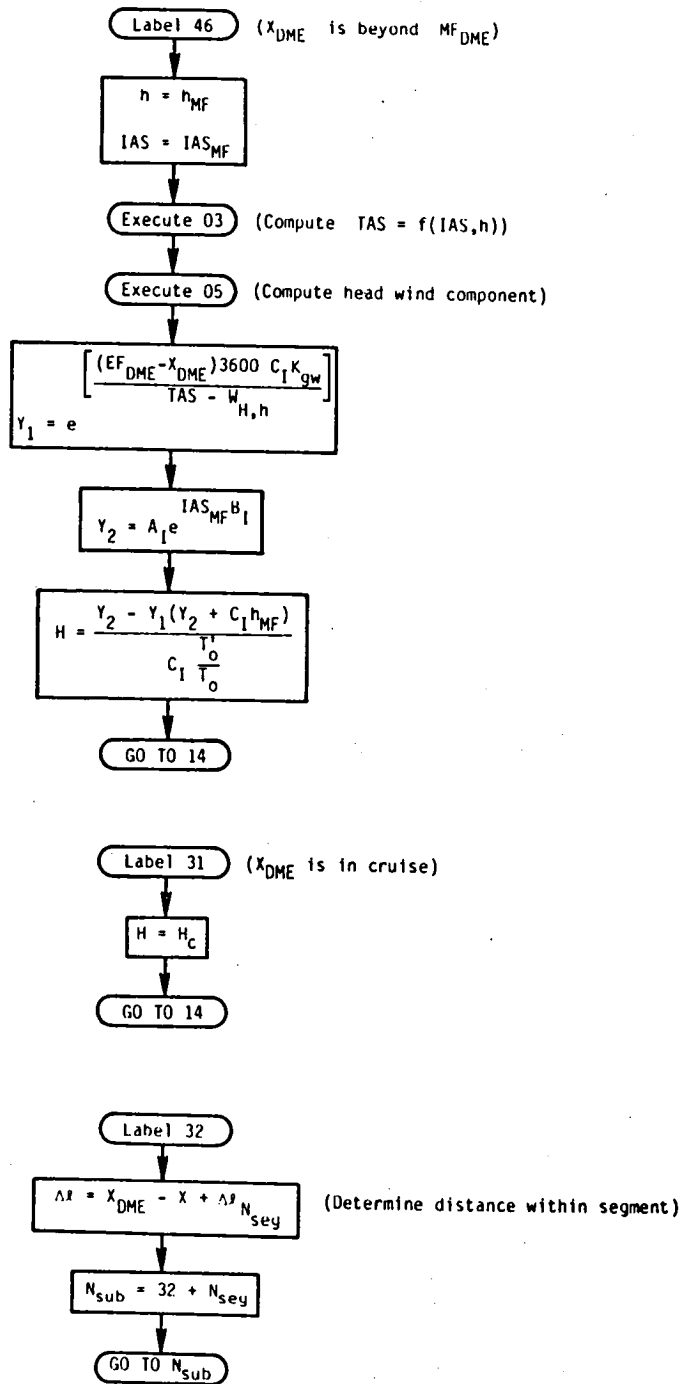 Label 46 (X_DME is beyond MF_DME)
h = h_MF
IAS = IAS_MF
Execute 03 (Compute TAS = f(IAS,h))
Execute 05 (Compute head wind component)
Y_1 = e^[((EF_DME-X_DME)3600 C_I K_gw)/(TAS - W_H,h)]
Y_2 = A_I e^(IAS_MF B_I)
H = (Y_2 - Y_1(Y_2 + C_I h_MF))/(C_I T'_o/T_o)
GO TO 14
Label 31 (X_DME is in cruise)
H = H_c
GO TO 14
Label 32
Δℓ = X_DME - X + Δℓ_N_seg (Determine distance within segment)
N_sub = 32 + N_seg
GO TO N_sub